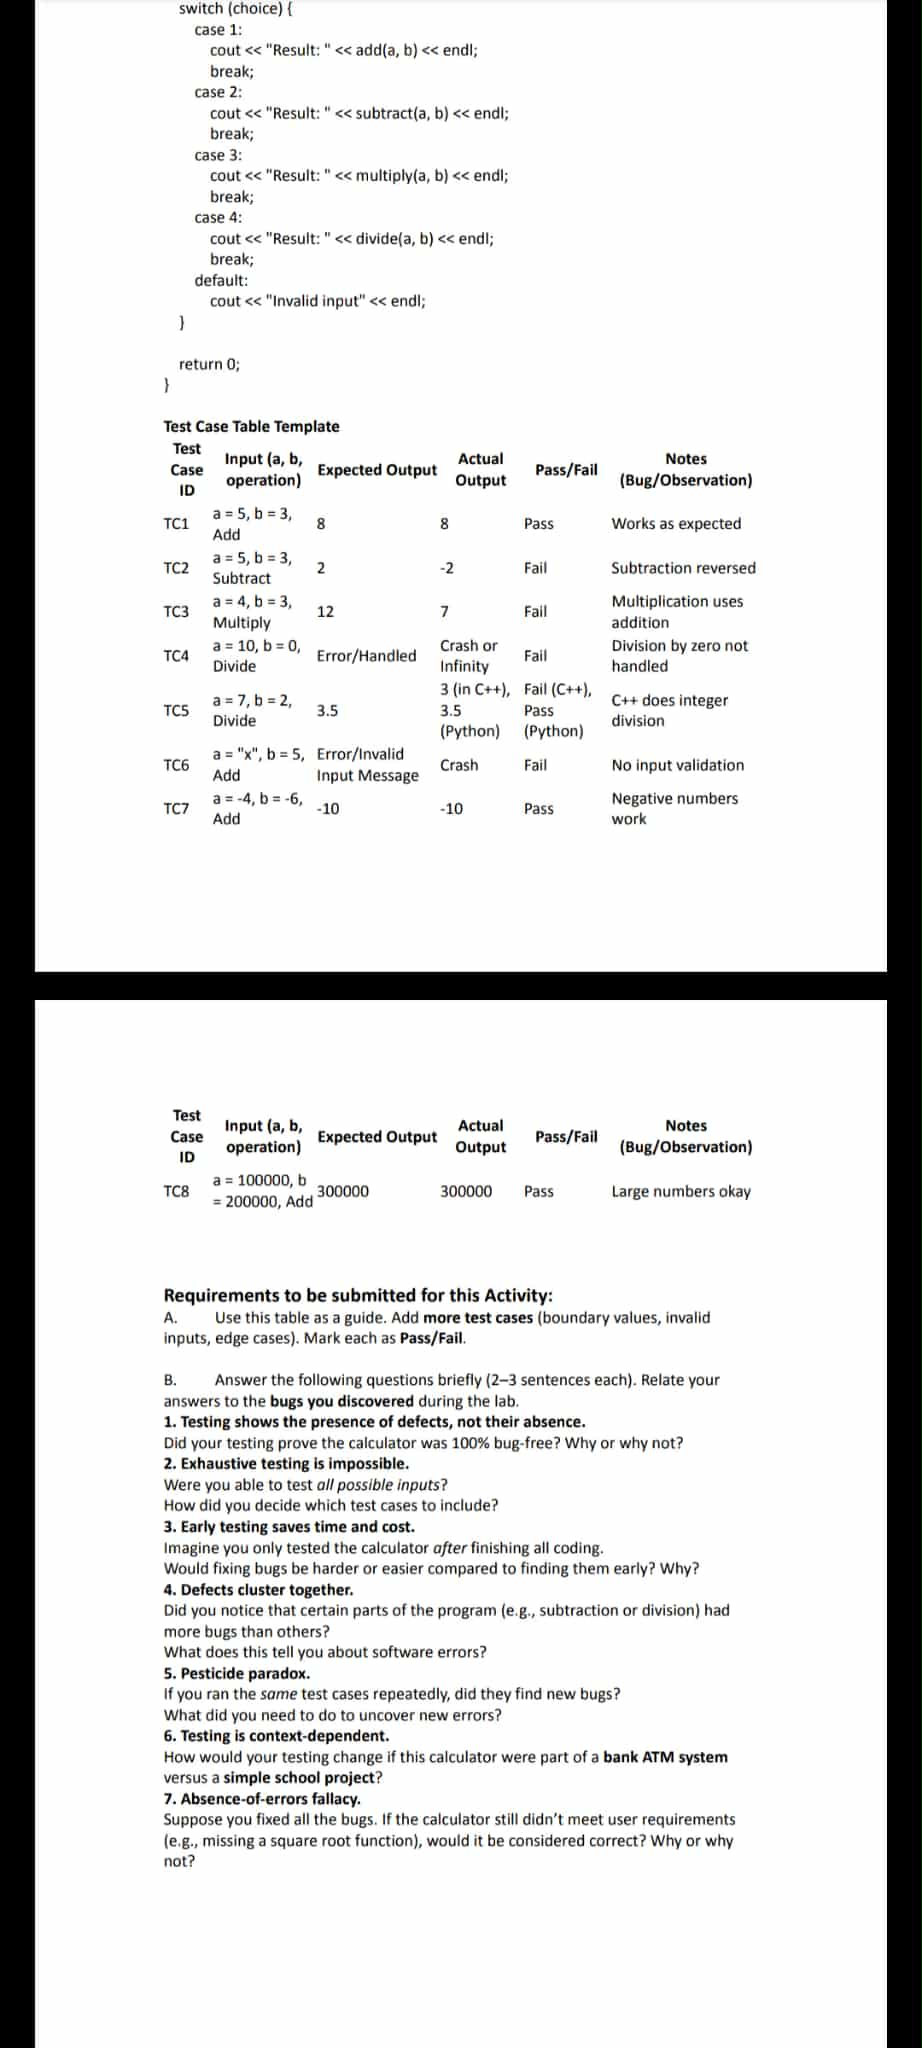 switch (choice) {
case 1:
cout << "Result: " << add(a, b) << endl;
break;
case 2:
cout << "Result: " << subtract(a, b) << endl;
break;
case 3:
cout << "Result: " << multiply(a, b) << endl;
break;
case 4:
cout << "Result: " << divide(a, b) << endl;
break;
default:
cout << "Invalid input" << endl;
}
return 0;
}
Test Case Table Template
Test Case ID Input (a, b, operation) Expected Output Actual Output Pass/Fail Notes (Bug/Observation)
TC1 a = 5, b = 3, Add 8 8 Pass Works as expected
TC2 a = 5, b = 3, Subtract 2 -2 Fail Subtraction reversed
TC3 a = 4, b = 3, Multiply 12 7 Fail Multiplication uses addition
TC4 a = 10, b = 0, Divide Error/Handled Crash or Infinity Fail Division by zero not handled
TC5 a = 7, b = 2, Divide 3.5 3 (in C++), 3.5 (Python) Fail (C++), Pass (Python) C++ does integer division
TC6 a = "x", b = 5, Add Error/Invalid Input Message Crash Fail No input validation
TC7 a = -4, b = -6, Add -10 -10 Pass Negative numbers work
Test Case ID Input (a, b, operation) Expected Output Actual Output Pass/Fail Notes (Bug/Observation)
TC8 a = 100000, b = 200000, Add 300000 300000 Pass Large numbers okay
Requirements to be submitted for this Activity:
A. Use this table as a guide. Add more test cases (boundary values, invalid
inputs, edge cases). Mark each as Pass/Fail.
B. Answer the following questions briefly (2–3 sentences each). Relate your
answers to the bugs you discovered during the lab.
1. Testing shows the presence of defects, not their absence.
Did your testing prove the calculator was 100% bug-free? Why or why not?
2. Exhaustive testing is impossible.
Were you able to test all possible inputs?
How did you decide which test cases to include?
3. Early testing saves time and cost.
Imagine you only tested the calculator after finishing all coding.
Would fixing bugs be harder or easier compared to finding them early? Why?
4. Defects cluster together.
Did you notice that certain parts of the program (e.g., subtraction or division) had
more bugs than others?
What does this tell you about software errors?
5. Pesticide paradox.
If you ran the same test cases repeatedly, did they find new bugs?
What did you need to do to uncover new errors?
6. Testing is context-dependent.
How would your testing change if this calculator were part of a bank ATM system
versus a simple school project?
7. Absence-of-errors fallacy.
Suppose you fixed all the bugs. If the calculator still didn't meet user requirements
(e.g., missing a square root function), would it be considered correct? Why or why
not?